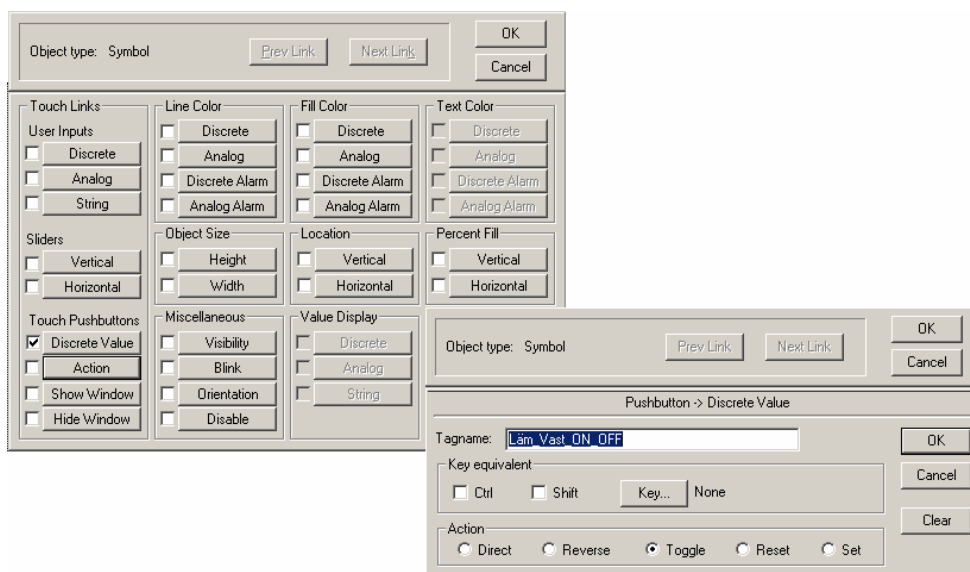 Object type: Symbol
Prev Link
Next Link
OK
Cancel
Touch Links
User Inputs
Discrete
Analog
String
Sliders
Vertical
Horizontal
Touch Pushbuttons
Discrete Value
Action
Show Window
Hide Window
Line Color
Discrete
Analog
Discrete Alarm
Analog Alarm
Object Size
Height
Width
Miscellaneous
Visibility
Blink
Orientation
Disable
Fill Color
Discrete
Analog
Discrete Alarm
Analog Alarm
Location
Vertical
Horizontal
Value Display
Discrete
Analog
String
Text Color
Discrete
Analog
Discrete Alarm
Analog Alarm
Percent Fill
Vertical
Horizontal
Object type: Symbol
Prev Link
Next Link
OK
Cancel
Pushbutton -> Discrete Value
Tagname: Läm_Vast_ON_OFF
OK
Cancel
Clear
Key equivalent
Ctrl
Shift
Key...
None
Action
Direct
Reverse
Toggle
Reset
Set